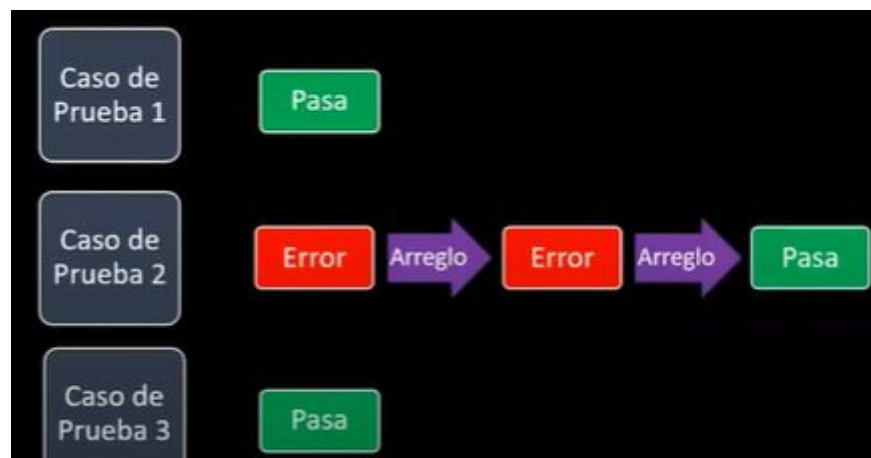 Caso de
Prueba 1
Pasa
Caso de
Prueba 2
Error
Arreglo
Error
Arreglo
Pasa
Caso de
Prueba 3
Pasa